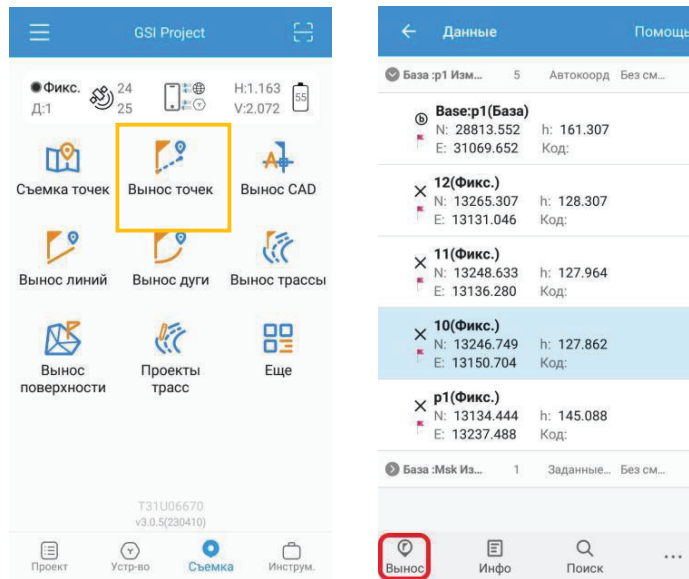 GSI Project
Фикс.
Д:1
24
25
H:1.163
V:2.072
55
Съемка точек
Вынос точек
Вынос CAD
Вынос линий
Вынос дуги
Вынос трассы
Вынос поверхности
Проекты трасс
Еще
T31U06670
v3.0.5(230410)
Проект
Устр-во
Съемка
Инструм.
Данные
Помощь
База :p1 Изм... 5 Автокоорд Без см...
Base:p1(База)
N: 28813.552 h: 161.307
E: 31069.652 Код:
12(Фикс.)
N: 13265.307 h: 128.307
E: 13131.046 Код:
11(Фикс.)
N: 13248.633 h: 127.964
E: 13136.280 Код:
10(Фикс.)
N: 13246.749 h: 127.862
E: 13150.704 Код:
p1(Фикс.)
N: 13134.444 h: 145.088
E: 13237.488 Код:
База :Msk Из... 1 Заданные... Без см...
Вынос
Инфо
Поиск
...